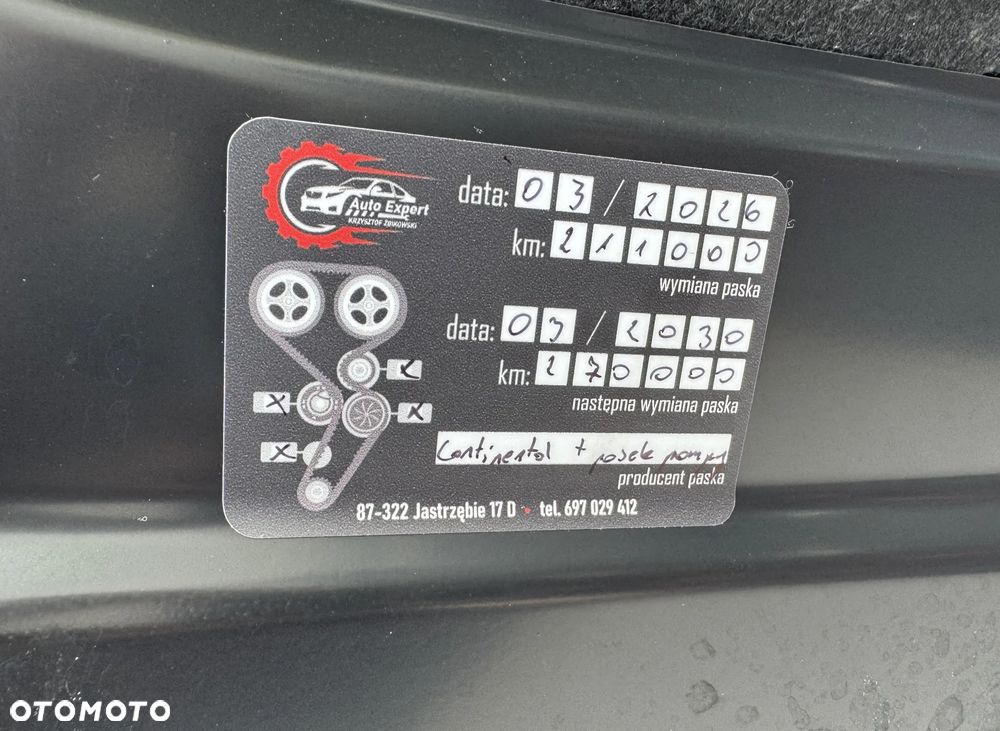 Auto Expert
KRZYSZTOF ŻBIKOWSKI
data: 03 / 2026
km: 211000
wymiana paska
data: 03 / 2030
km: 270000
następna wymiana paska
Continental + pasek pompy
producent paska
87-322 Jastrzębie 17 D • tel. 697 029 412
OTOMOTO